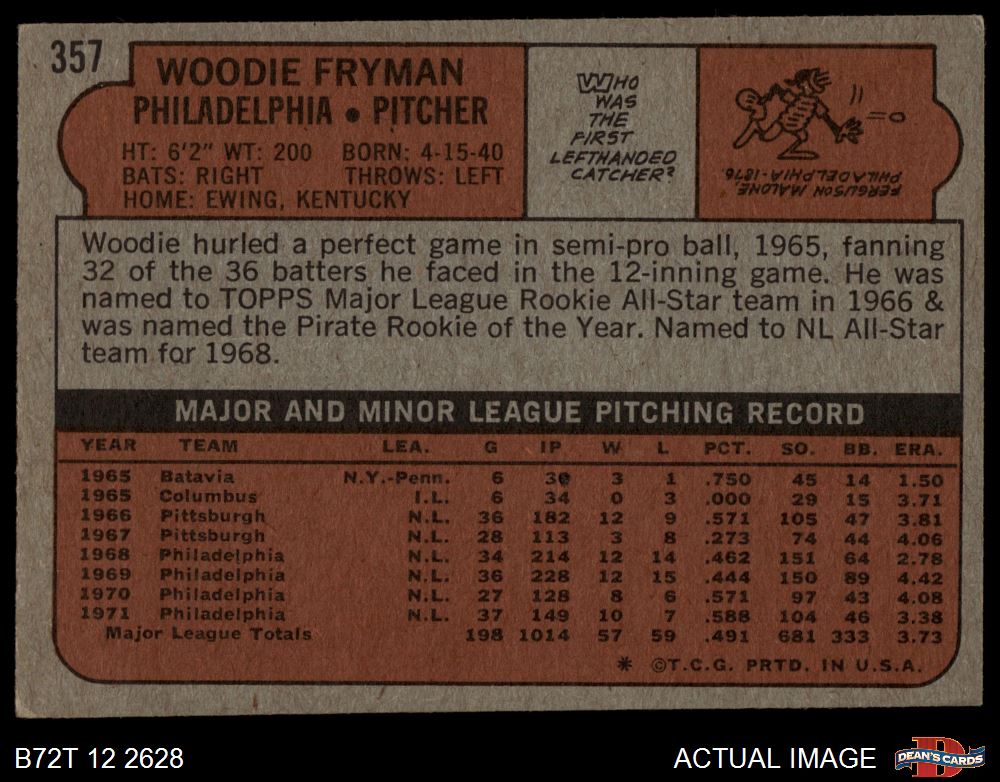 357
WOODIE FRYMAN
PHILADELPHIA • PITCHER
HT: 6'2" WT: 200 BORN: 4-15-40
BATS: RIGHT THROWS: LEFT
HOME: EWING, KENTUCKY
WHO
WAS
THE
FIRST
LEFTHANDED
CATCHER?
FERGUSON MALONE,
PHILADELPHIA-1876.
Woodie hurled a perfect game in semi-pro ball, 1965, fanning
32 of the 36 batters he faced in the 12-inning game. He was
named to TOPPS Major League Rookie All-Star team in 1966 &
was named the Pirate Rookie of the Year. Named to NL All-Star
team for 1968.
MAJOR AND MINOR LEAGUE PITCHING RECORD
YEAR TEAM LEA. G IP W L PCT. SO. BB. ERA.
1965 Batavia N.Y.-Penn. 6 30 3 1 .750 45 14 1.50
1965 Columbus I.L. 6 34 0 3 .000 29 15 3.71
1966 Pittsburgh N.L. 36 182 12 9 .571 105 47 3.81
1967 Pittsburgh N.L. 28 113 3 8 .273 74 44 4.06
1968 Philadelphia N.L. 34 214 12 14 .462 151 64 2.78
1969 Philadelphia N.L. 36 228 12 15 .444 150 89 4.42
1970 Philadelphia N.L. 27 128 8 6 .571 97 43 4.08
1971 Philadelphia N.L. 37 149 10 7 .588 104 46 3.38
Major League Totals 198 1014 57 59 .491 681 333 3.73
* ©T.C.G. PRTD. IN U.S.A.
B72T 12 2628 ACTUAL IMAGE D DEAN'S CARDS